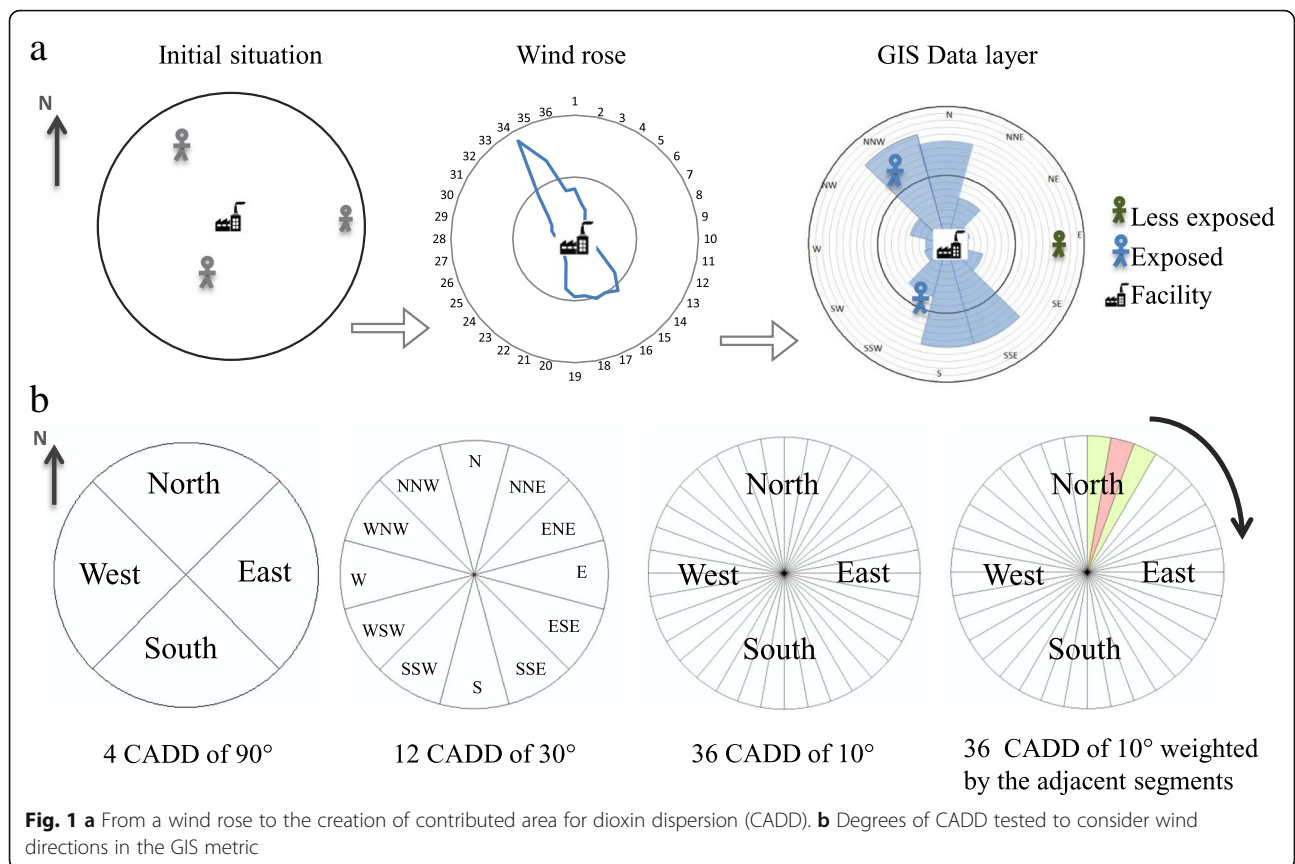 a
Initial situation
Wind rose
GIS Data layer
N
1
2
3
4
5
6
7
8
9
10
11
12
13
14
15
16
17
18
19
20
21
22
23
24
25
26
27
28
29
30
31
32
33
34
35
36
N
NNE
NE
E
SE
SSE
S
SSW
SW
W
NW
NNW
Less exposed
Exposed
Facility
b
N
North
West
East
South
4 CADD of 90°
N
NNE
ENE
E
ESE
SSE
S
SSW
WSW
W
WNW
NNW
12 CADD of 30°
North
West
East
South
36 CADD of 10°
North
West
East
South
36 CADD of 10° weighted
by the adjacent segments
Fig. 1 a From a wind rose to the creation of contributed area for dioxin dispersion (CADD). b Degrees of CADD tested to consider wind
directions in the GIS metric